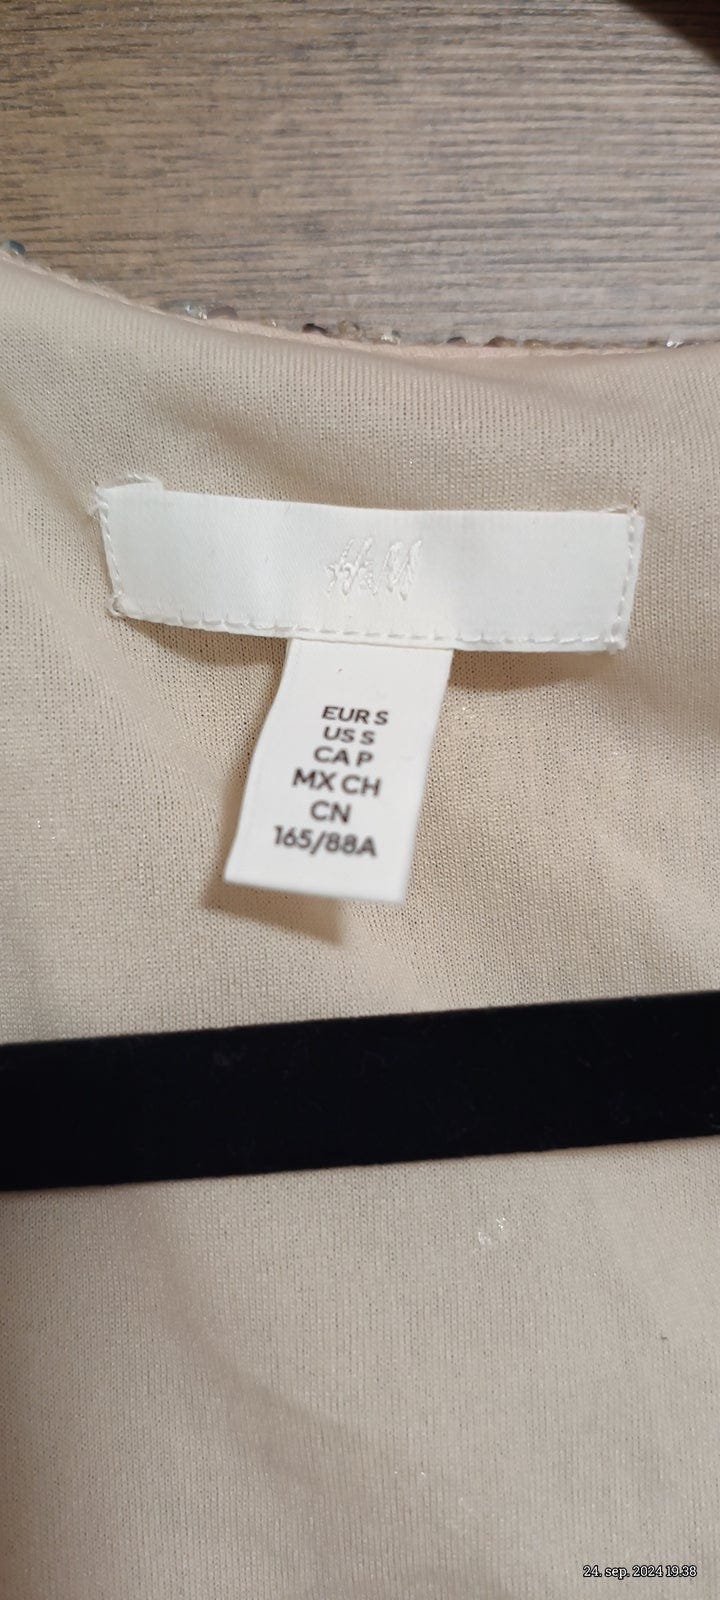 H&M
EUR S
US S
CA P
MX CH
CN
165/88A
24. sep. 2024 19.38